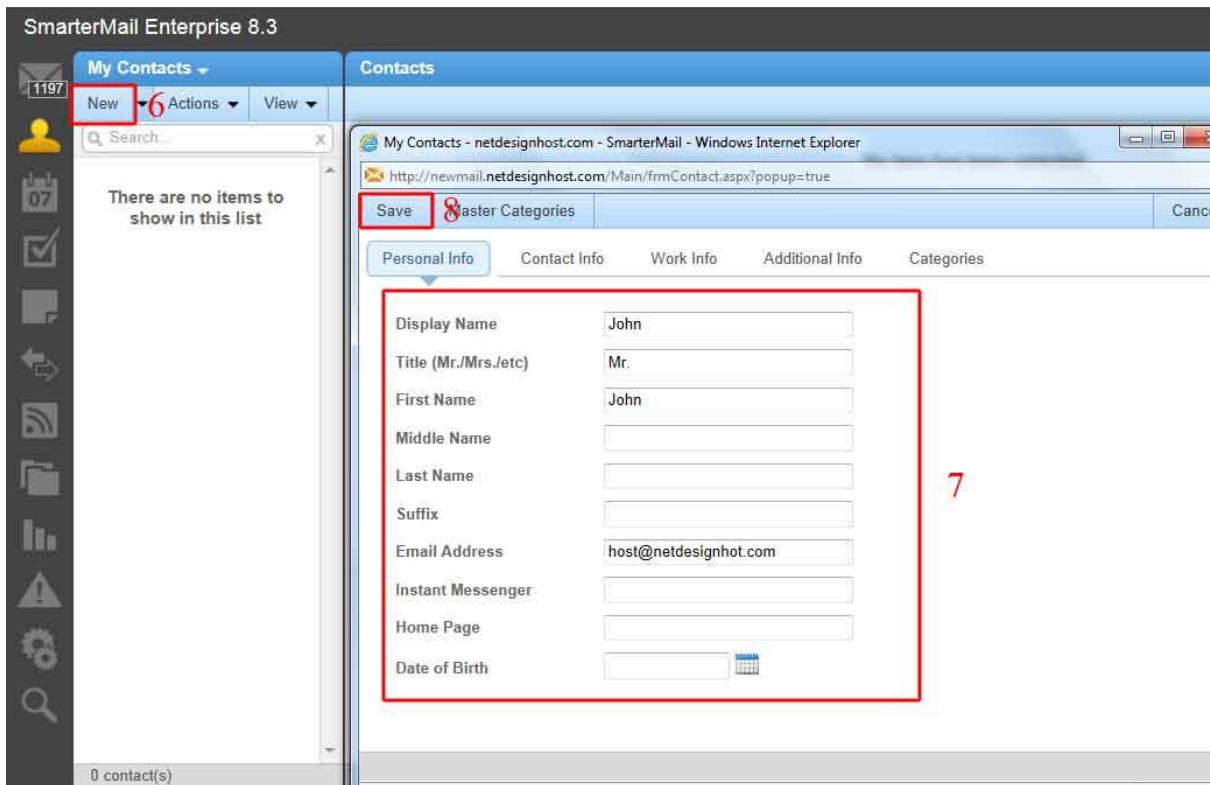 SmarterMail Enterprise 8.3
1197
My Contacts
Contacts
New 6 Actions View
Search... x
There are no items to
show in this list
07
My Contacts - netdesignhost.com - SmarterMail - Windows Internet Explorer
http://newmail.netdesignhost.com/Main/frmContact.aspx?popup=true
Save 8 Master Categories Cance
Personal Info Contact Info Work Info Additional Info Categories
Display Name John
Title (Mr./Mrs./etc) Mr.
First Name John
Middle Name
Last Name
7
Suffix
Email Address host@netdesignhot.com
Instant Messenger
Home Page
Date of Birth
0 contact(s)